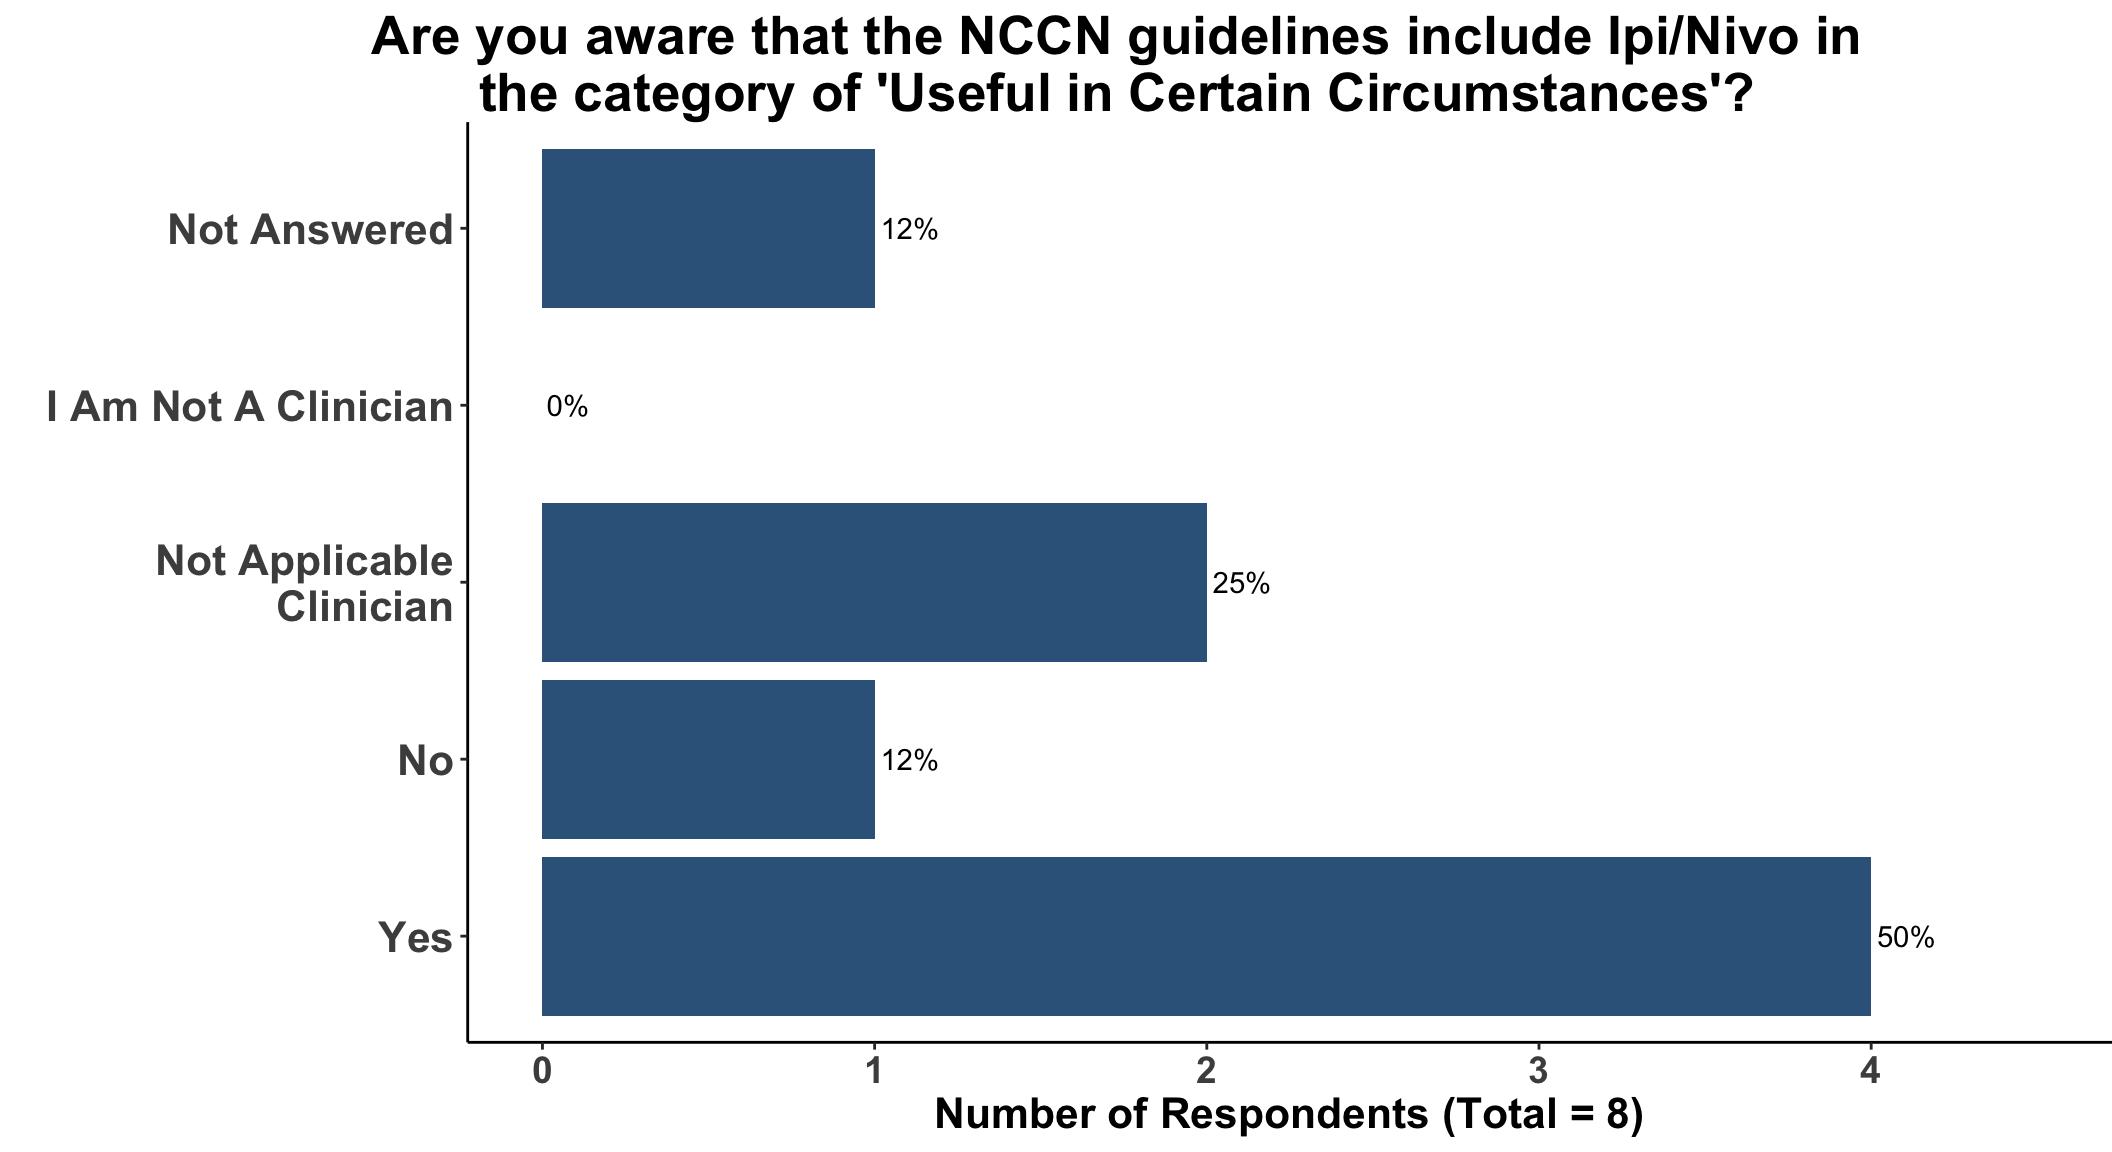 Are you aware that the NCCN guidelines include Ipi/Nivo in
the category of 'Useful in Certain Circumstances'?
Not Answered
12%
I Am Not A Clinician
0%
Not Applicable
Clinician
25%
No
12%
Yes
50%
0 1 2 3 4
Number of Respondents (Total = 8)